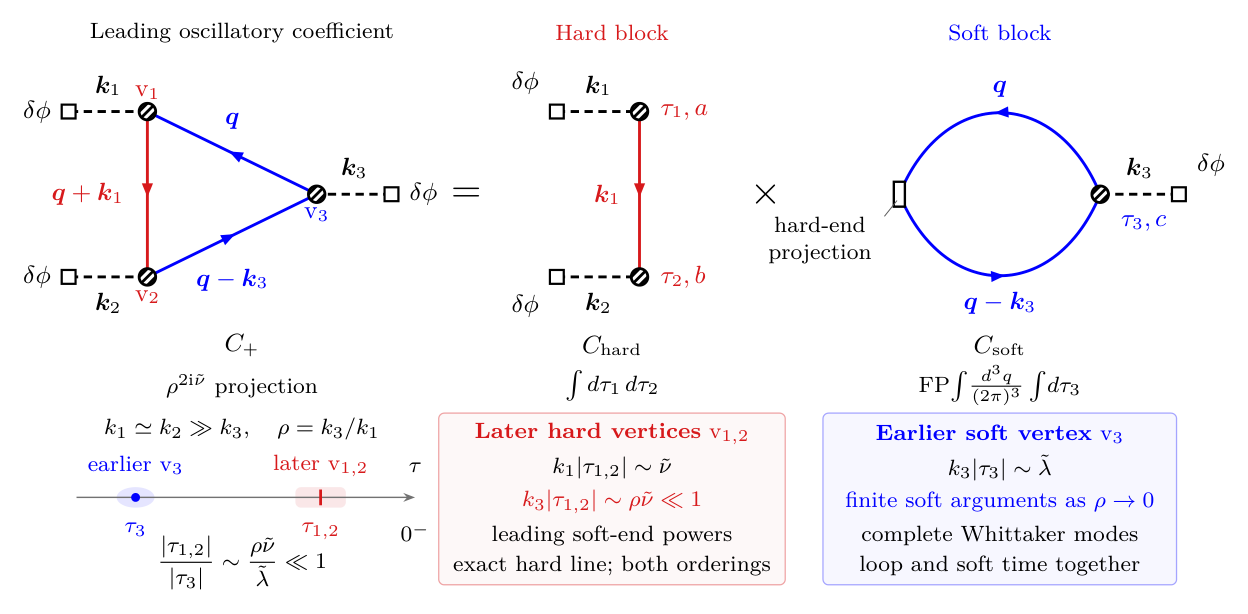 Leading oscillatory coefficient
δϕ
k₁
v₁
q
q + k₁
k₃
δϕ
v₃
q − k₃
δϕ
k₂
v₂
C₊
ρ^{2iν̃} projection
k₁ ≃ k₂ ≫ k₃, ρ = k₃/k₁
earlier v₃
later v₁,₂
τ
τ₃
τ₁,₂
0⁻
|τ₁,₂| / |τ₃| ∼ ρν̃ / λ̃ ≪ 1
=
Hard block
δϕ
k₁
τ₁, a
k₁
τ₂, b
δϕ
k₂
C_hard
∫ dτ₁ dτ₂
Later hard vertices v₁,₂
k₁|τ₁,₂| ∼ ν̃
k₃|τ₁,₂| ∼ ρν̃ ≪ 1
leading soft-end powers
exact hard line; both orderings
×
Soft block
q
k₃
δϕ
τ₃, c
hard-end
projection
q − k₃
C_soft
FP ∫ d³q/(2π)³ ∫ dτ₃
Earlier soft vertex v₃
k₃|τ₃| ∼ λ̃
finite soft arguments as ρ → 0
complete Whittaker modes
loop and soft time together